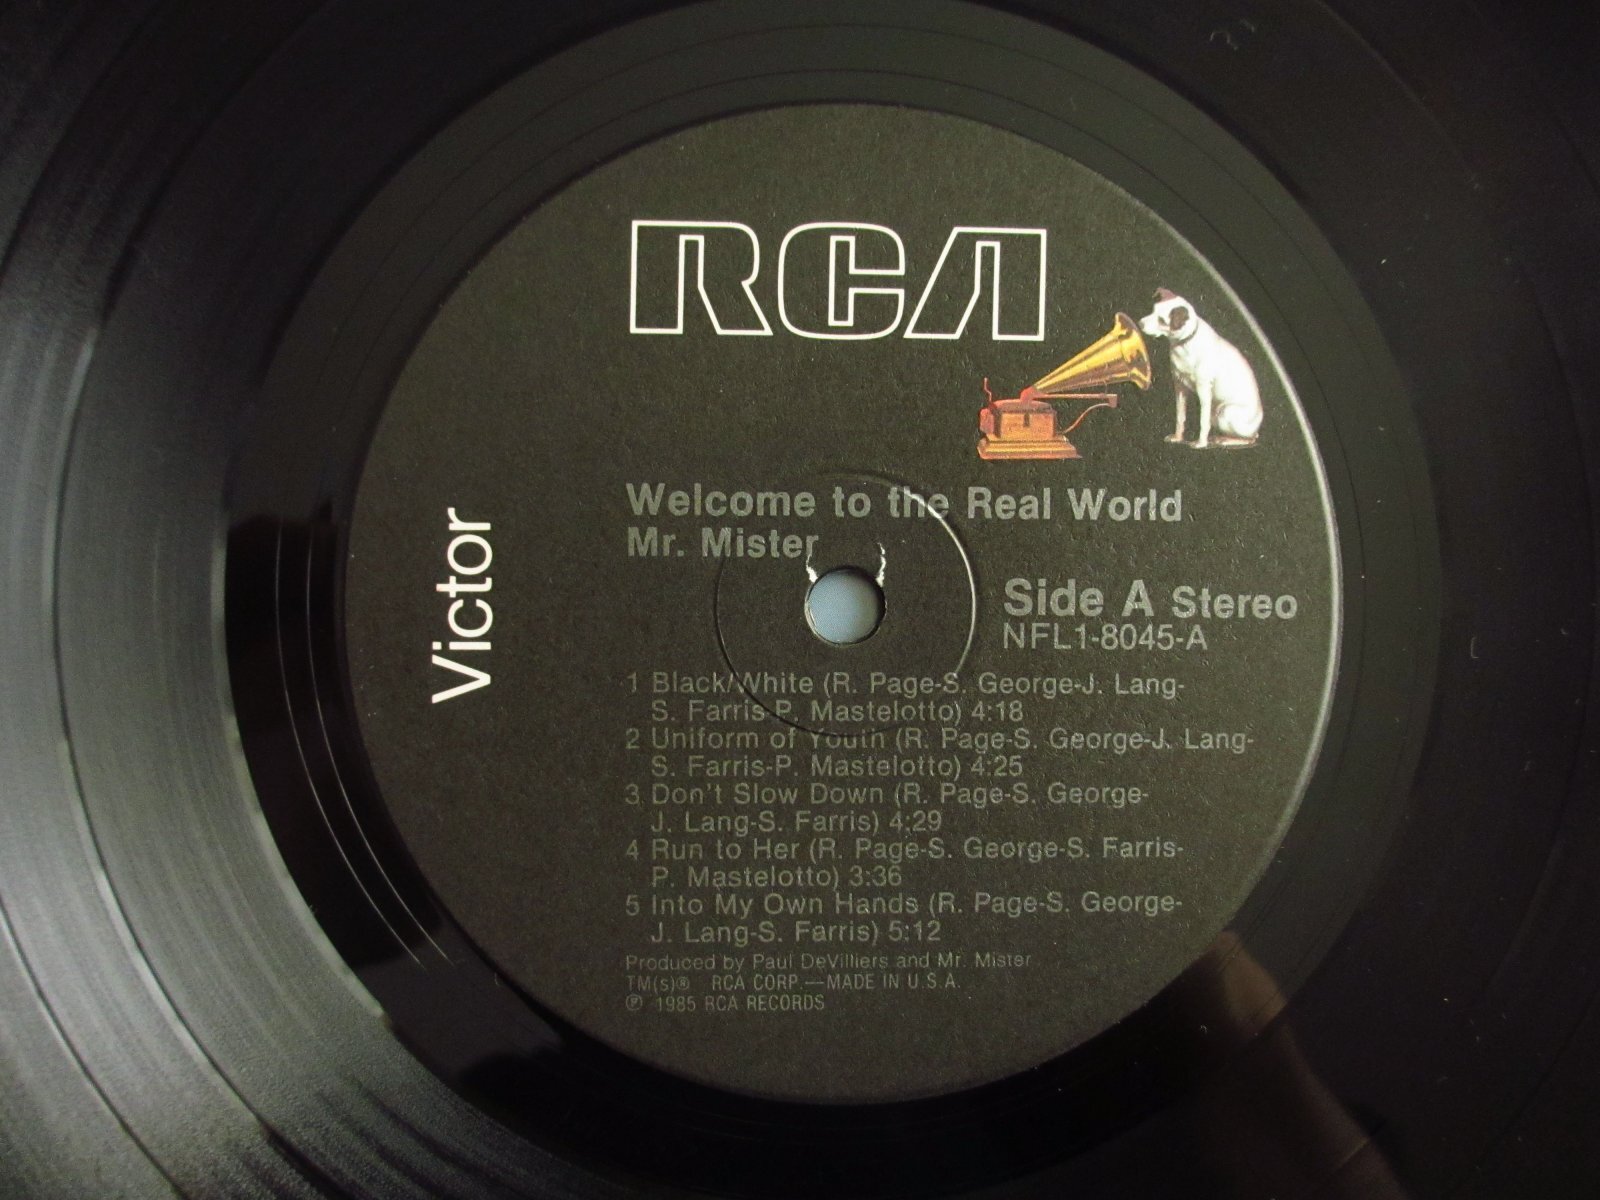 RCA
Victor
Welcome to the Real World
Mr. Mister
Side A Stereo
NFL1-8045-A
1 Black/White (R. Page-S. George-J. Lang-
S. Farris-P. Mastelotto) 4:18
2 Uniform of Youth (R. Page-S. George-J. Lang-
S. Farris-P. Mastelotto) 4:25
3 Don't Slow Down (R. Page-S. George-
J. Lang-S. Farris) 4:29
4 Run to Her (R. Page-S. George-S. Farris-
P. Mastelotto) 3:36
5 Into My Own Hands (R. Page-S. George-
J. Lang-S. Farris) 5:12
Produced by Paul DeVilliers and Mr. Mister
TM(s)® RCA CORP.—MADE IN U.S.A.
℗ 1985 RCA RECORDS